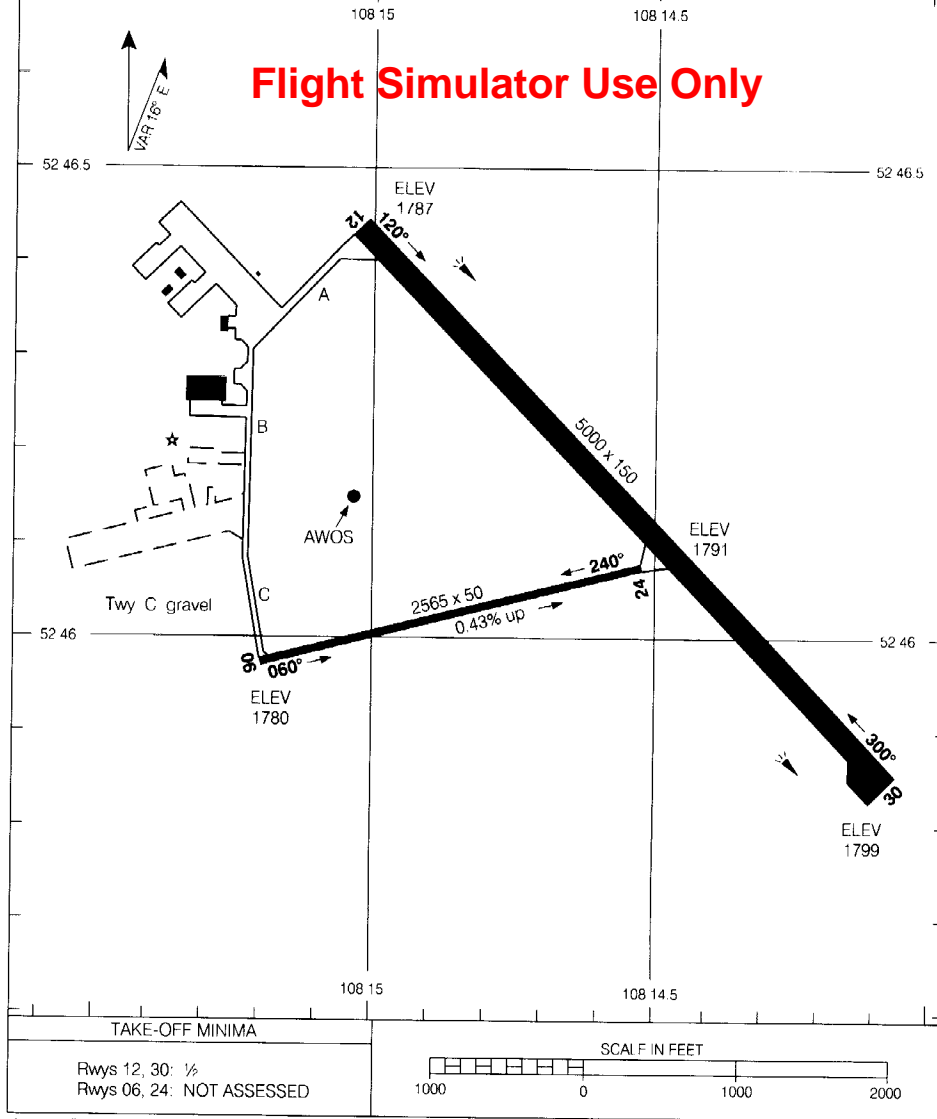 108 15
108 14.5
VAR 16° E
Flight Simulator Use Only
52 46.5
52 46.5
ELEV
1787
12
120°
A
5000 x 150
B
AWOS
ELEV
1791
240°
24
2565 x 50
0.43% up
C
Twy C gravel
52 46
52 46
06
060°
ELEV
1780
300°
30
ELEV
1799
108 15
108 14.5
TAKE-OFF MINIMA
Rwys 12, 30: ½
Rwys 06, 24: NOT ASSESSED
SCALE IN FEET
1000
0
1000
2000